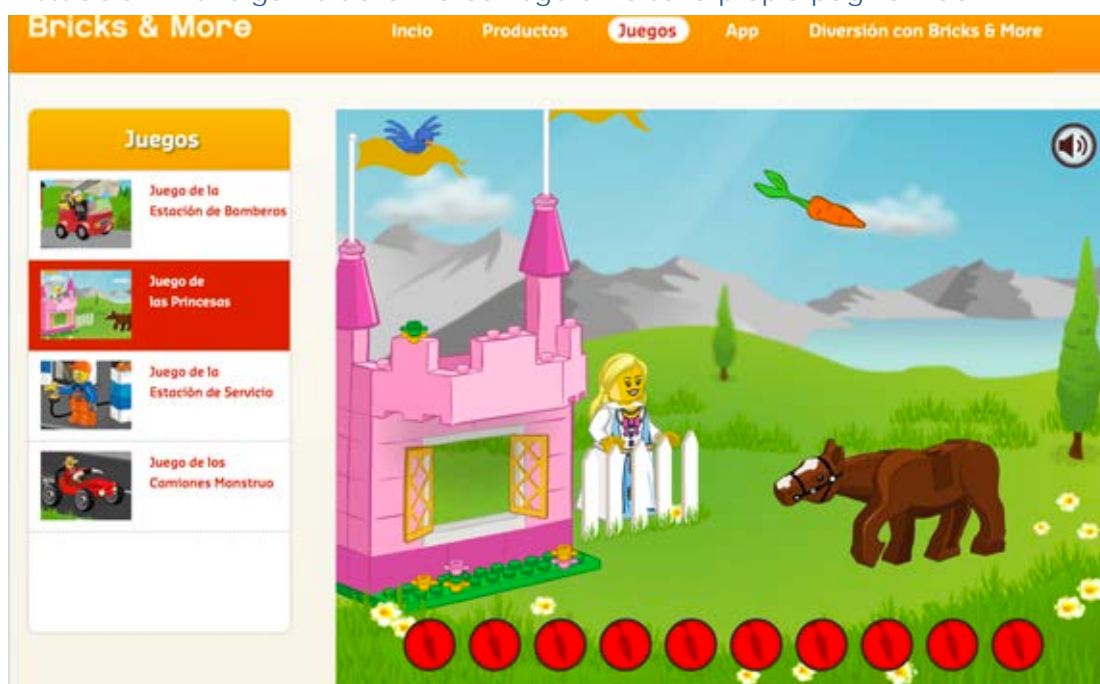 Bricks & More
Incio Productos Juegos App Diversión con Bricks & More
Juegos
Juego de la
Estación de Bomberos
Juego de
las Princesas
Juego de la
Estación de Servicio
Juego de los
Camiones Monstruo